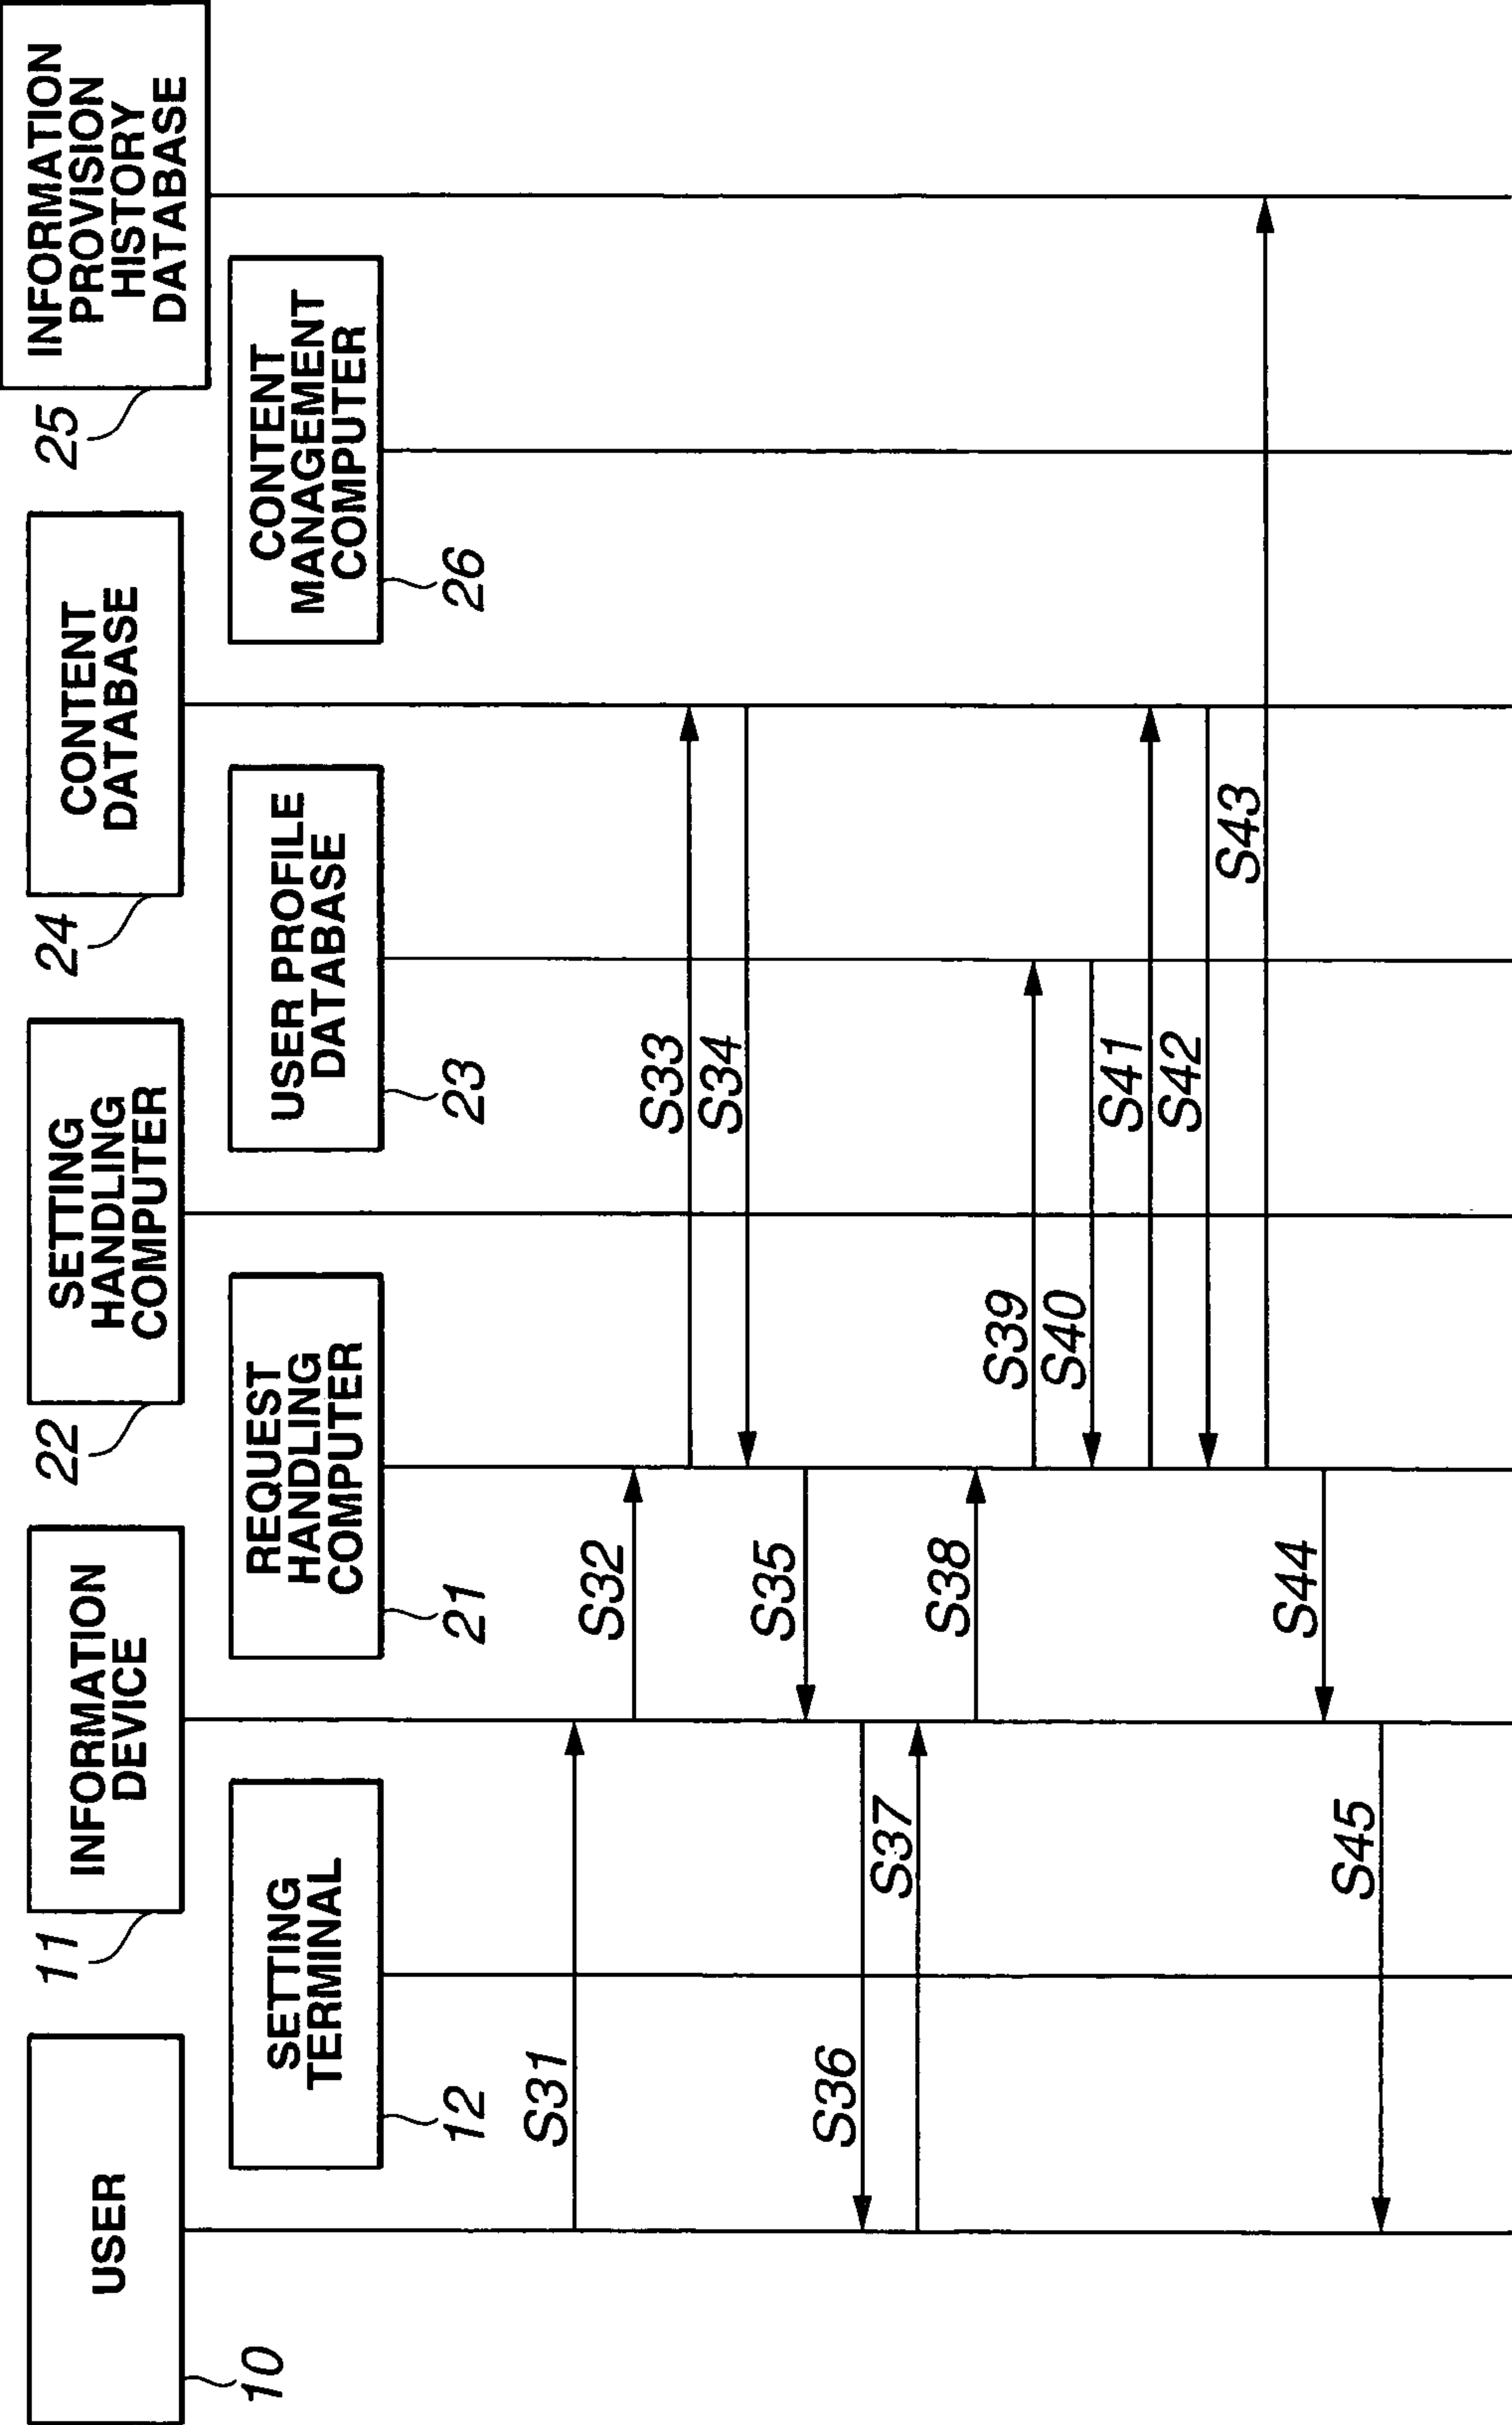 USER
10
SETTING
TERMINAL
12
INFORMATION
DEVICE
11
REQUEST
HANDLING
COMPUTER
21
SETTING
HANDLING
COMPUTER
22
USER PROFILE
DATABASE
23
CONTENT
DATABASE
24
CONTENT
MANAGEMENT
COMPUTER
26
INFORMATION
PROVISION
HISTORY
DATABASE
25
S31
S32
S33
S34
S35
S36
S37
S38
S39
S40
S41
S42
S43
S44
S45